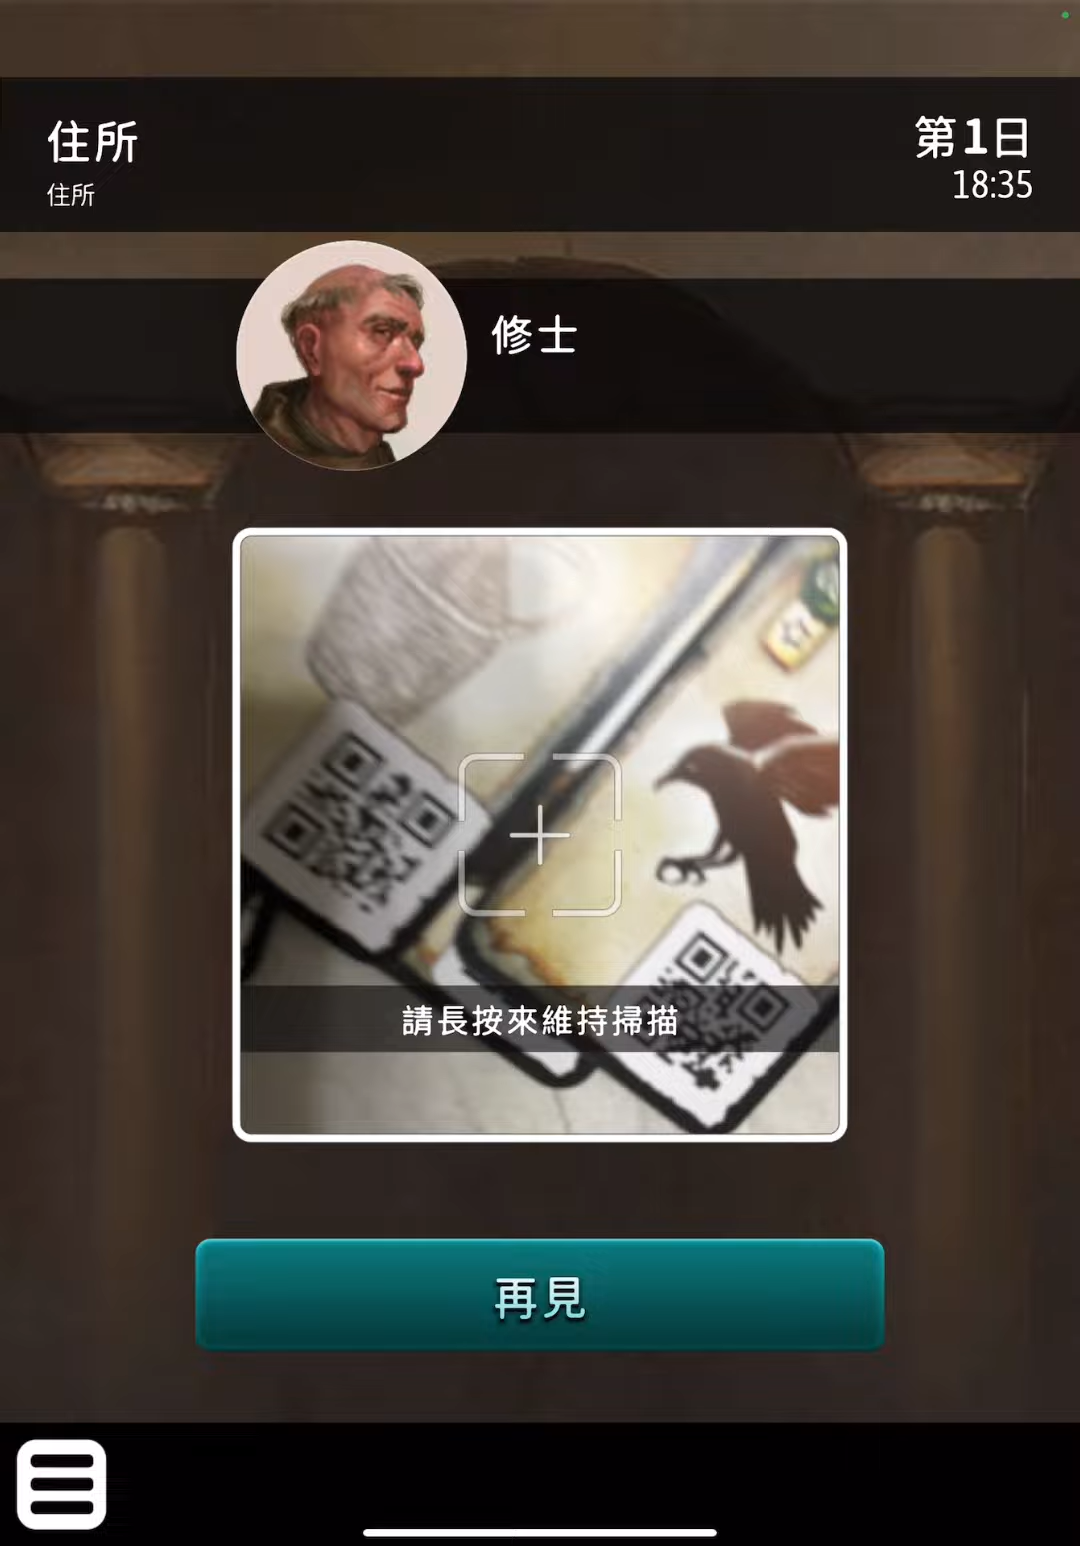 住所
住所
第1日
18:35
修士
請長按來維持掃描
再見